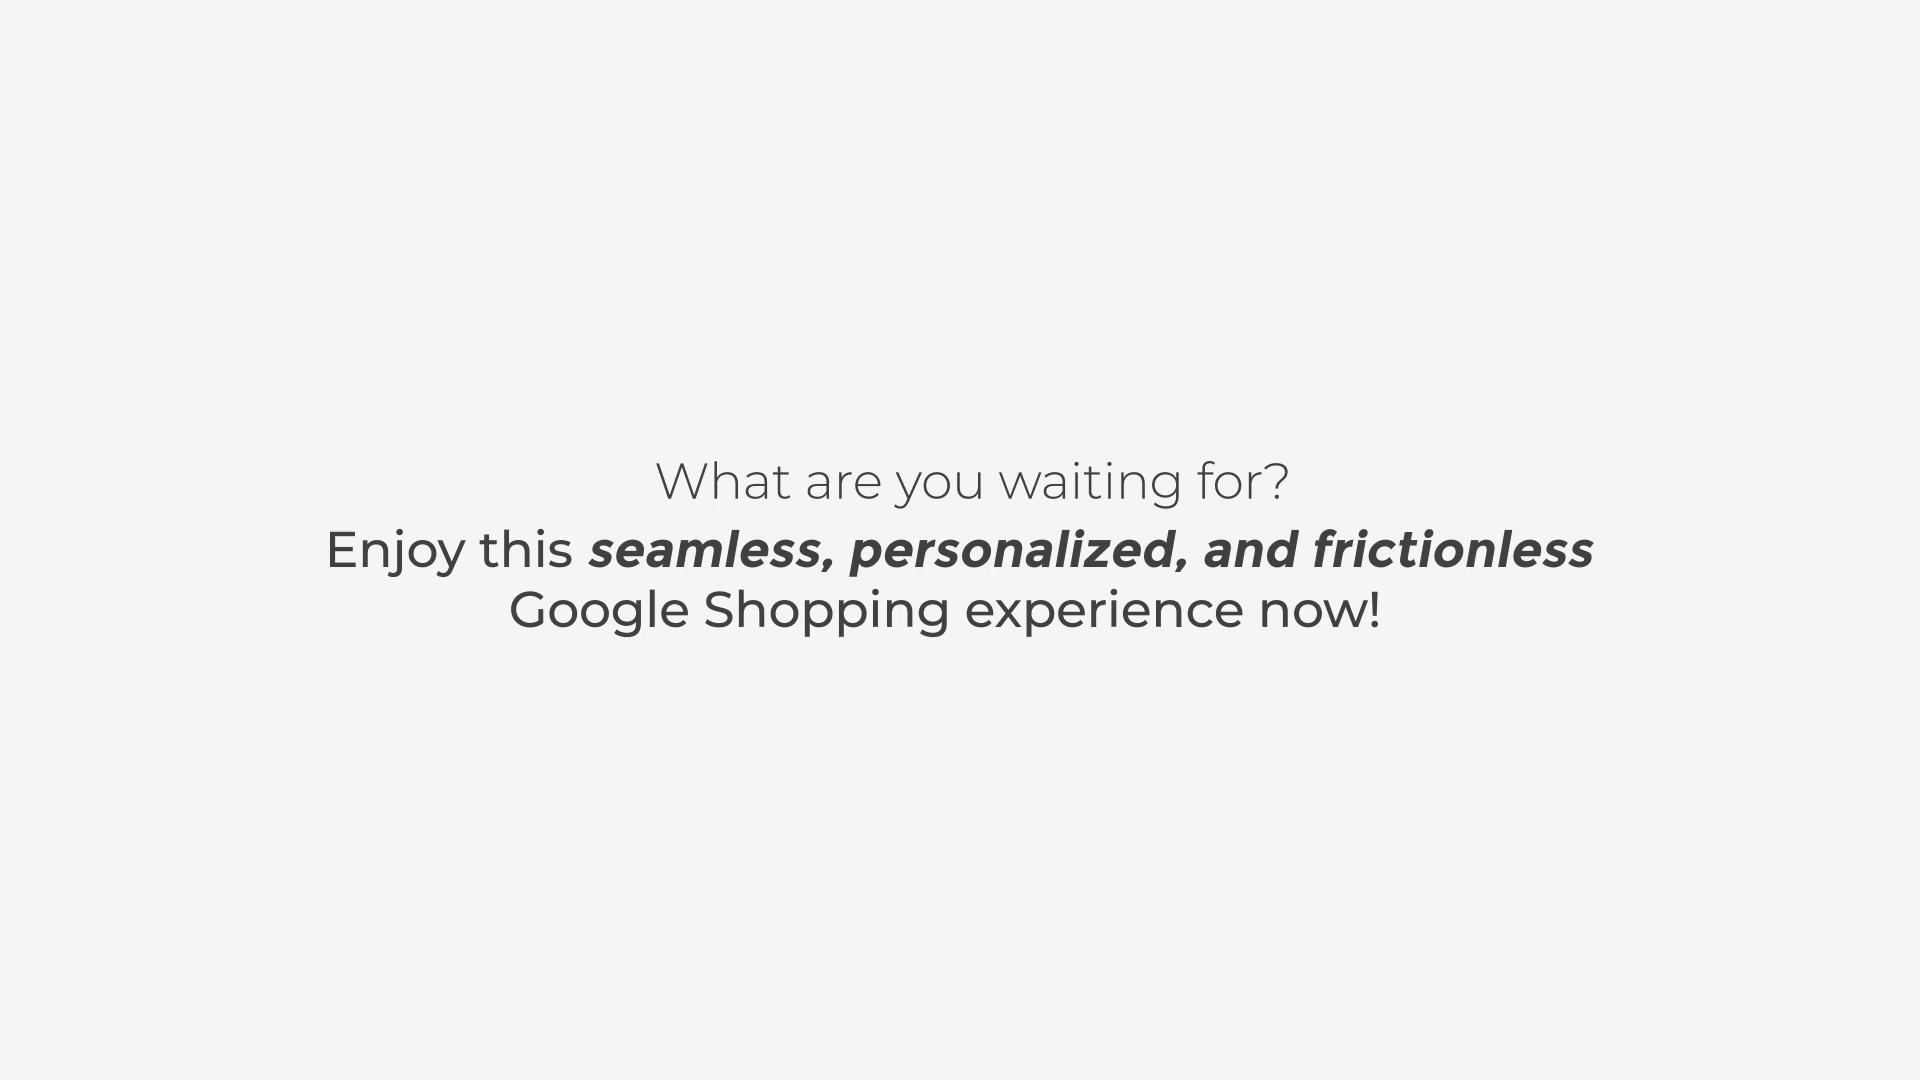 What are you waiting for?
Enjoy this seamless, personalized, and frictionless
Google Shopping experience now!